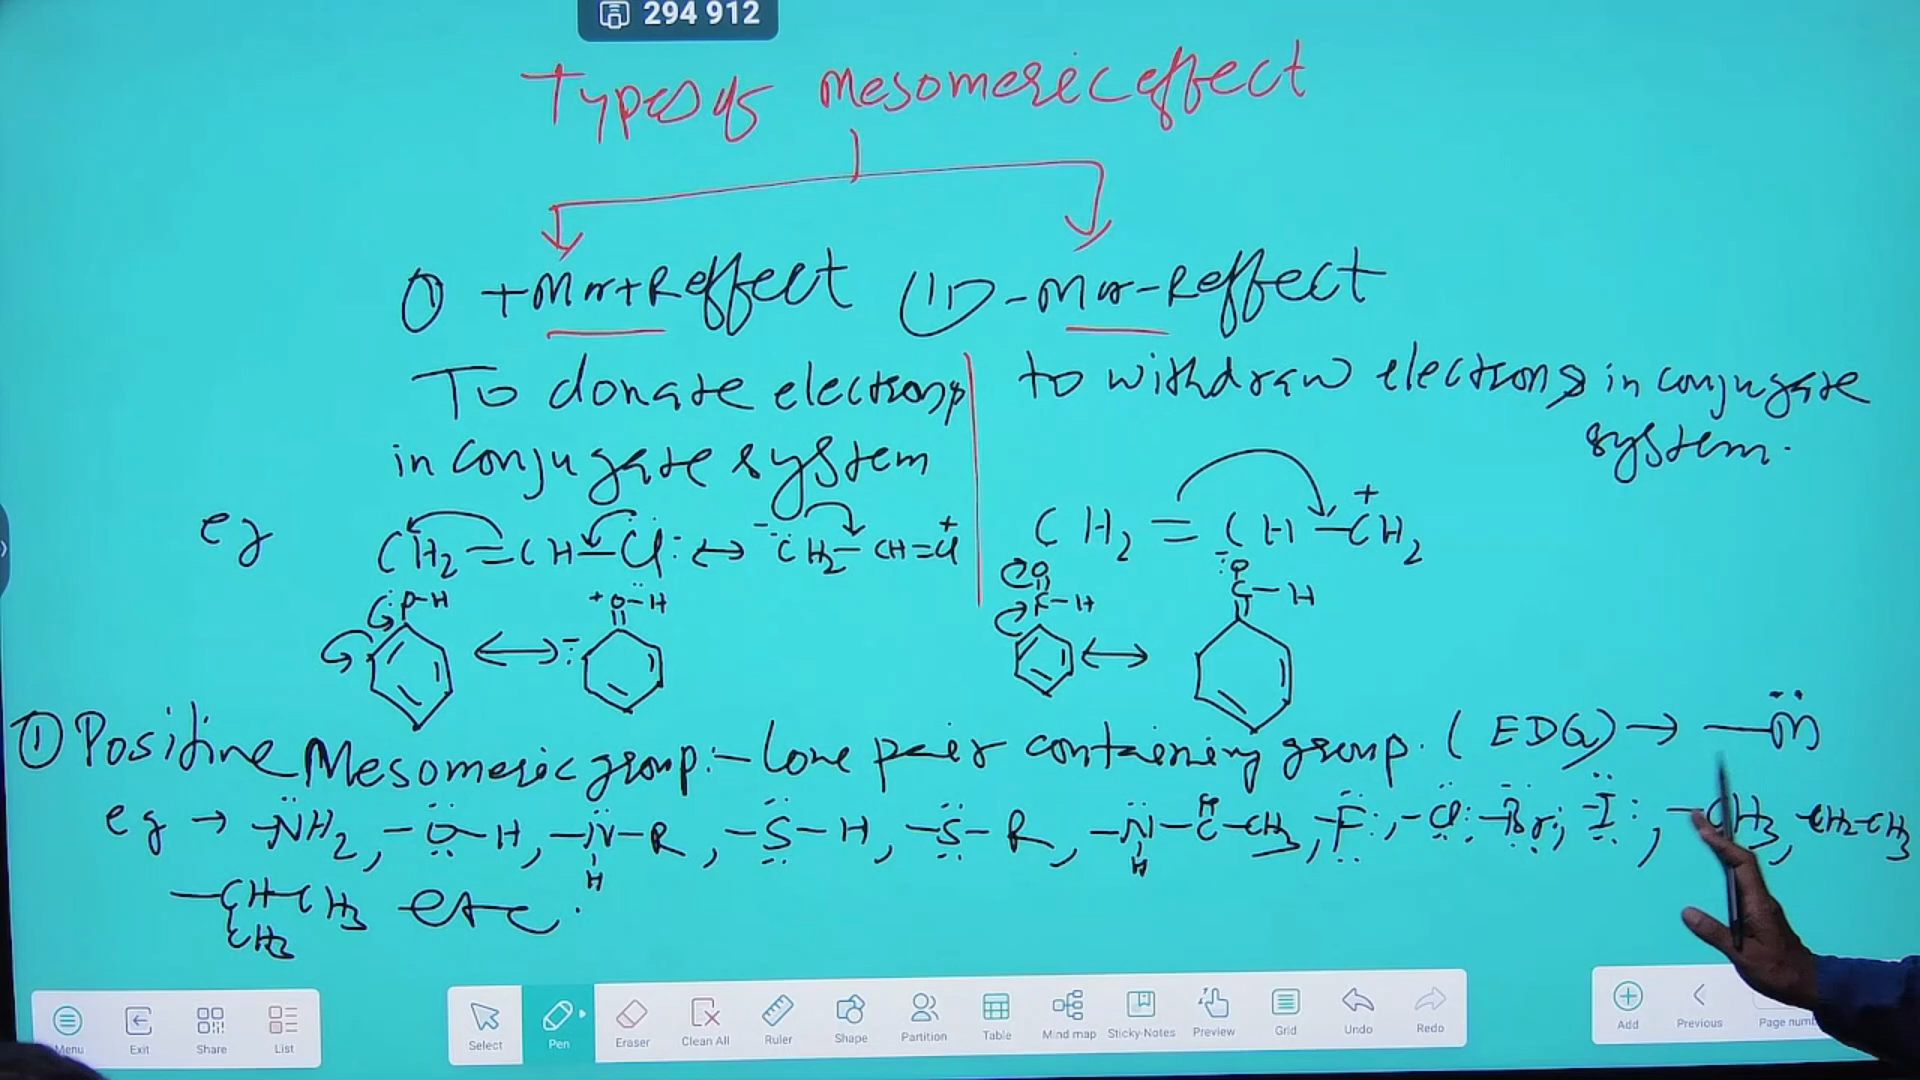 294 912
Types of mesomeric effect
① +M or +R effect (II) -M or -R effect
To donate electrons
in conjugate system
to withdraw electrons in conjugate
system.
eg
CH2=CH-Cl: ↔ CH2-CH=Cl
CH2=CH-CH2
O-H
O-H
O
C-H
O
C-H
① Positive Mesomeric group:- Lone pair containing group. (EDG) → -M
eg → -NH2, -O-H, -N-R, -S-H, -S-R, -N-C-CH3, -F:, -Cl:, -Br:, -I:, -CH3, -CH2-CH3
H H
-CH-CH3 etc.
CH3
Menu Exit Share List Select Pen Eraser Clean All Ruler Shape Partition Table Mind map Sticky-Notes Preview Grid Undo Redo Add Previous Page num